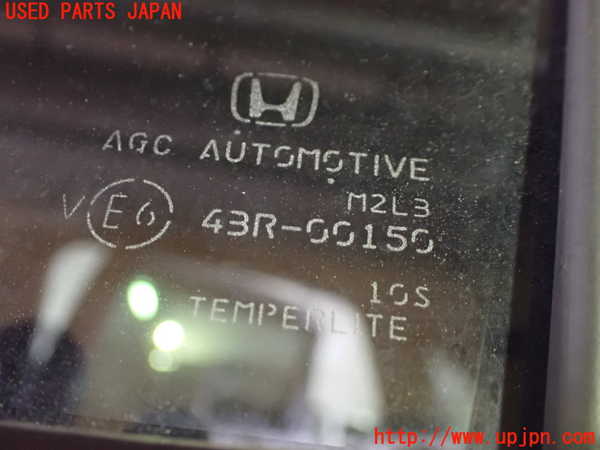 USED PARTS JAPAN
AGC AUTOMOTIVE
M2L3
V E6 43R-00150
10S
TEMPERLITE
http://www.upjpn.com